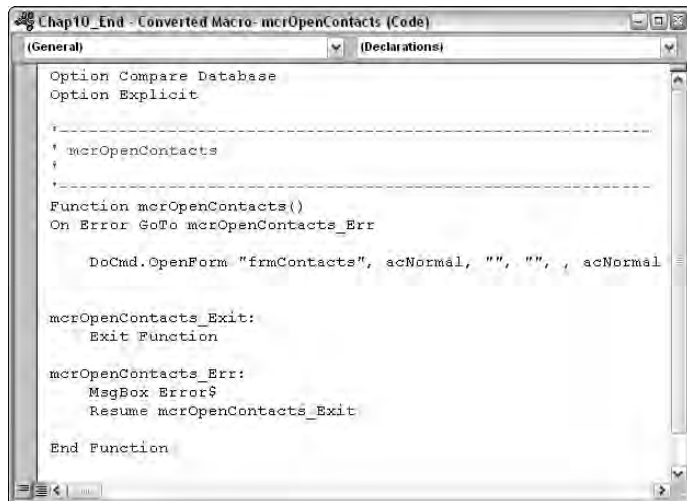 Chap10_End - Converted Macro- mcrOpenContacts (Code)
(General) (Declarations)
Option Compare Database
Option Explicit
'------------------------------------------------------------
' mcrOpenContacts
'
'------------------------------------------------------------
Function mcrOpenContacts()
On Error GoTo mcrOpenContacts_Err
DoCmd.OpenForm "frmContacts", acNormal, "", "", , acNormal
mcrOpenContacts_Exit:
Exit Function
mcrOpenContacts_Err:
MsgBox Error$
Resume mcrOpenContacts_Exit
End Function